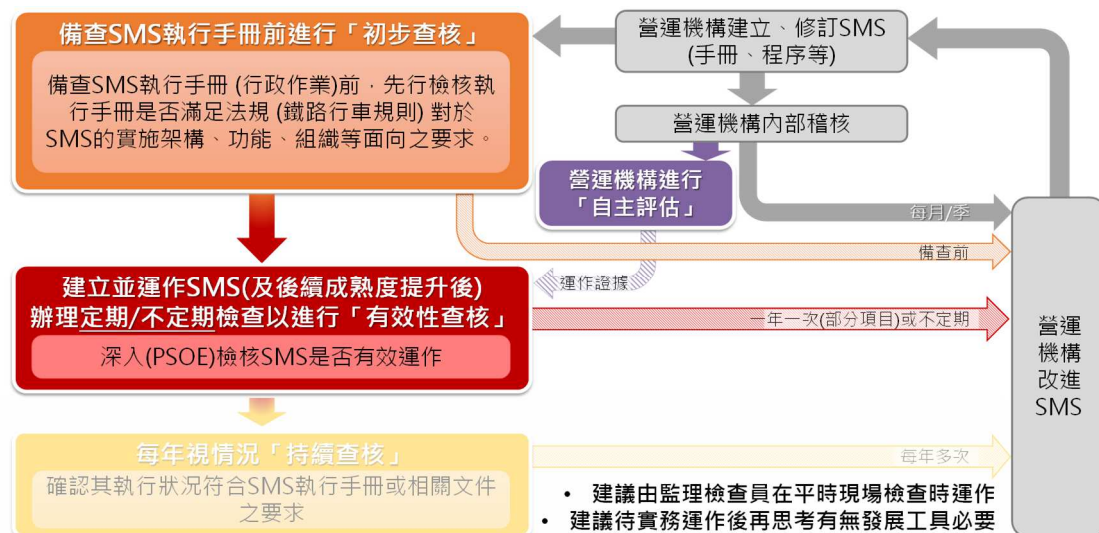 備查SMS執行手冊前進行「初步查核」
備查SMS執行手冊 (行政作業)前，先行檢核執
行手冊是否滿足法規 (鐵路行車規則) 對於
SMS的實施架構、功能、組織等面向之要求。
營運機構建立、修訂SMS
(手冊、程序等)
營運機構內部稽核
營運機構進行
「自主評估」
每月/季
備查前
運作證據
建立並運作SMS(及後續成熟度提升後)
辦理定期/不定期檢查以進行「有效性查核」
深入(PSOE)檢核SMS是否有效運作
一年一次(部分項目)或不定期
營運
機構
改進
SMS
每年視情況「持續查核」
確認其執行狀況符合SMS執行手冊或相關文件
之要求
每年多次
• 建議由監理檢查員在平時現場檢查時運作
• 建議待實務運作後再思考有無發展工具必要